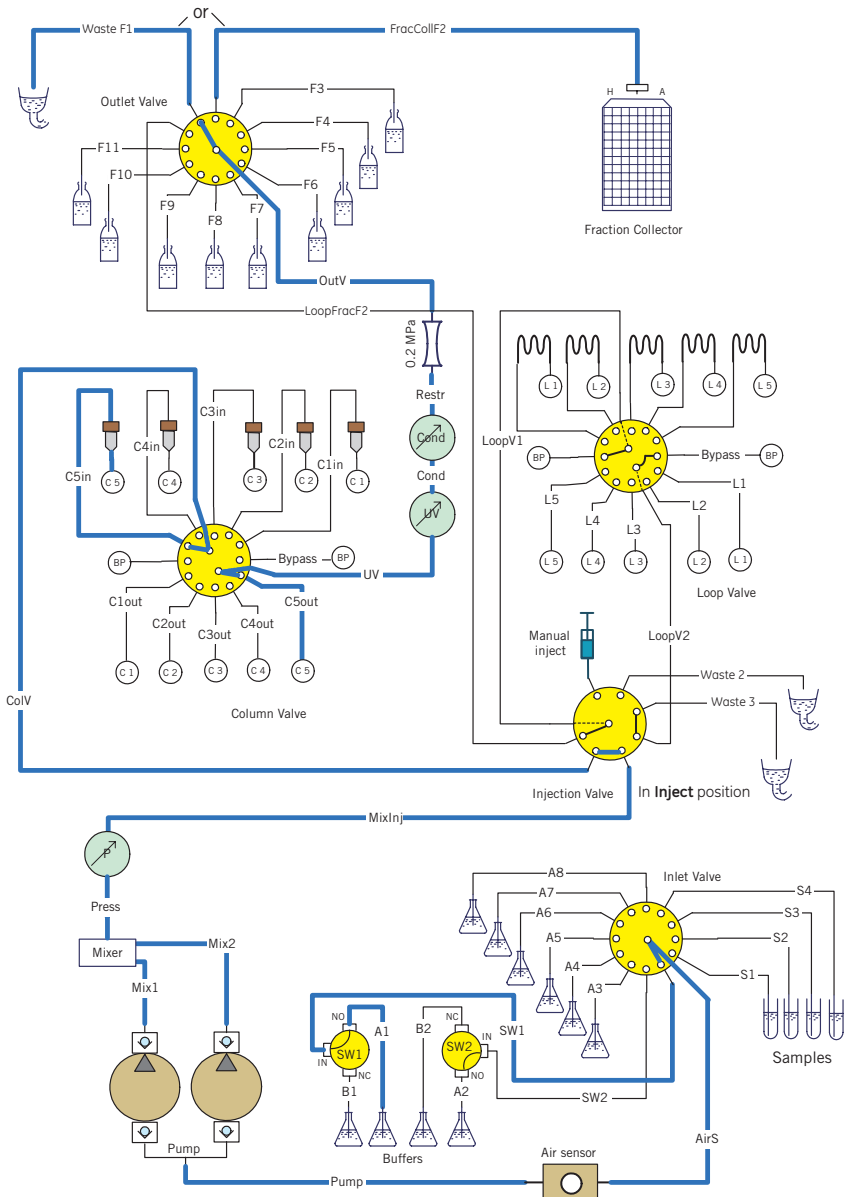 or
Waste F1
FracCollF2
H A
Outlet Valve
F3
F4
F5
F6
F7
F8
F9
F10
F11
Fraction Collector
OutV
LoopFracF2
0.2 MPa
Restr
Cond
Cond
UV
UV
C3in
C4in
C2in
C5in
C1in
C 5
C 4
C 3
C 2
C 1
BP
Bypass
BP
C1out
C2out
C3out
C4out
C5out
C 1
C 2
C 3
C 4
C 5
Column Valve
ColV
L 1
L 2
L 3
L 4
L 5
LoopV1
BP
Bypass
BP
L5
L4
L3
L2
L1
L 5
L 4
L 3
L 2
L 1
Loop Valve
LoopV2
Manual
inject
Waste 2
Waste 3
Injection Valve
In Inject position
MixInj
P
Press
Mixer
Mix2
Mix1
Pump
Pump
A8
A7
A6
A5
A4
A3
Inlet Valve
S4
S3
S2
S1
Samples
NO
A1
SW1
IN
NC
B1
B2
NC
SW2
IN
NO
A2
SW1
SW2
Buffers
AirS
Air sensor